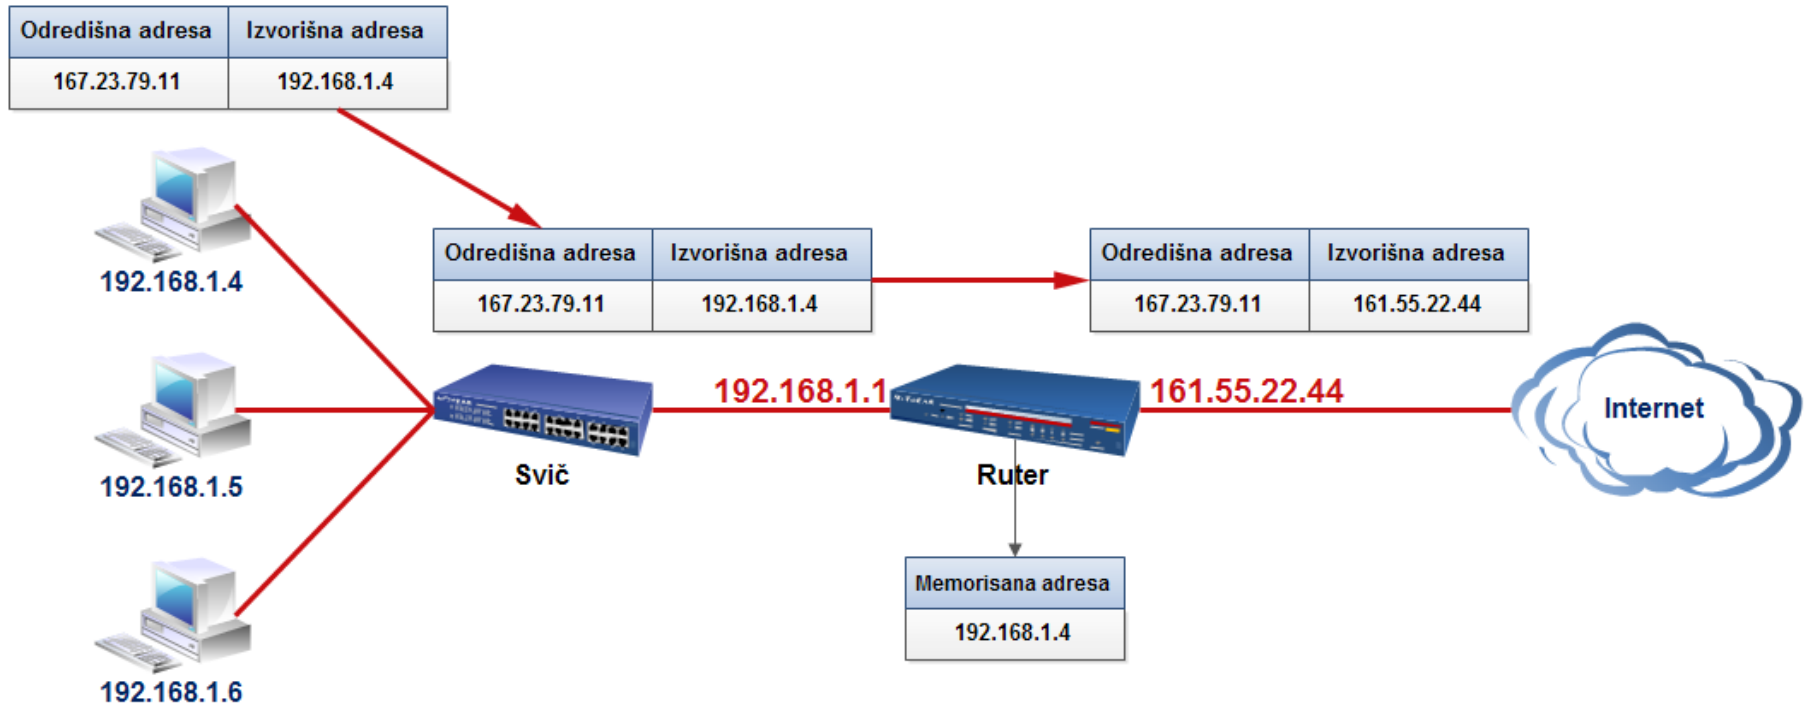 Odredišna adresa Izvorišna adresa
167.23.79.11 192.168.1.4
192.168.1.4
Odredišna adresa Izvorišna adresa
167.23.79.11 192.168.1.4
Odredišna adresa Izvorišna adresa
167.23.79.11 161.55.22.44
192.168.1.1
161.55.22.44
Internet
Svič
Ruter
192.168.1.5
Memorisana adresa
192.168.1.4
192.168.1.6